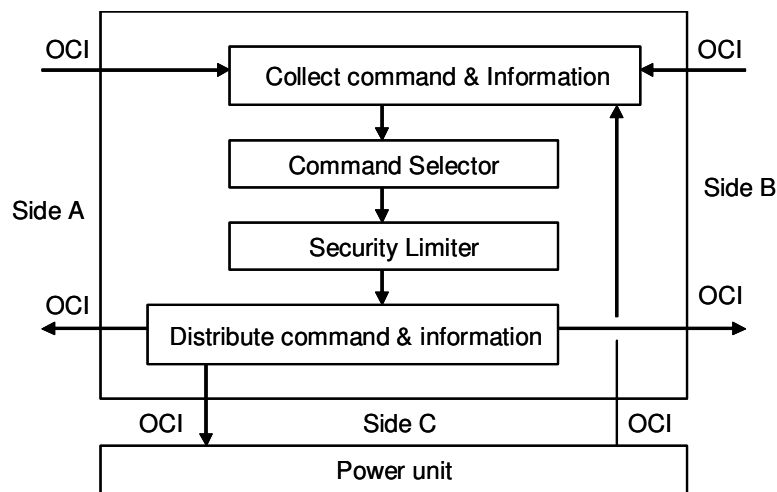 OCI
OCI
Collect command & Information
Command Selector
Side A
Side B
Security Limiter
OCI
OCI
Distribute command & information
OCI
Side C
OCI
Power unit